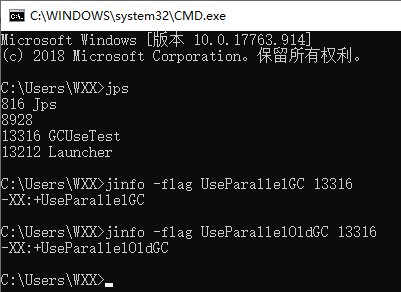 C:\WINDOWS\system32\CMD.exe
Microsoft Windows [版本 10.0.17763.914]
(c) 2018 Microsoft Corporation。保留所有权利。
C:\Users\WXX>jps
816 Jps
8928
13316 GCUseTest
13212 Launcher
C:\Users\WXX>jinfo -flag UseParallelGC 13316
-XX:+UseParallelGC
C:\Users\WXX>jinfo -flag UseParallelOldGC 13316
-XX:+UseParallelOldGC
C:\Users\WXX>